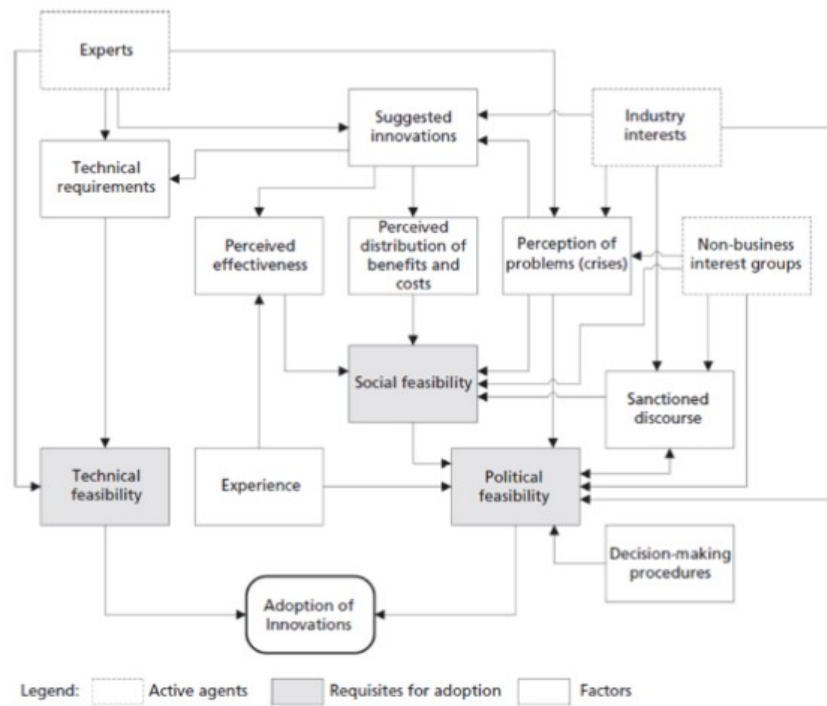 Experts
Suggested
innovations
Industry
interests
Technical
requirements
Perceived
effectiveness
Perceived
distribution of
benefits and
costs
Perception of
problems (crises)
Non-business
interest groups
Social feasibility
Sanctioned
discourse
Technical
feasibility
Experience
Political
feasibility
Decision-making
procedures
Adoption of
Innovations
Legend:
Active agents
Requisites for adoption
Factors